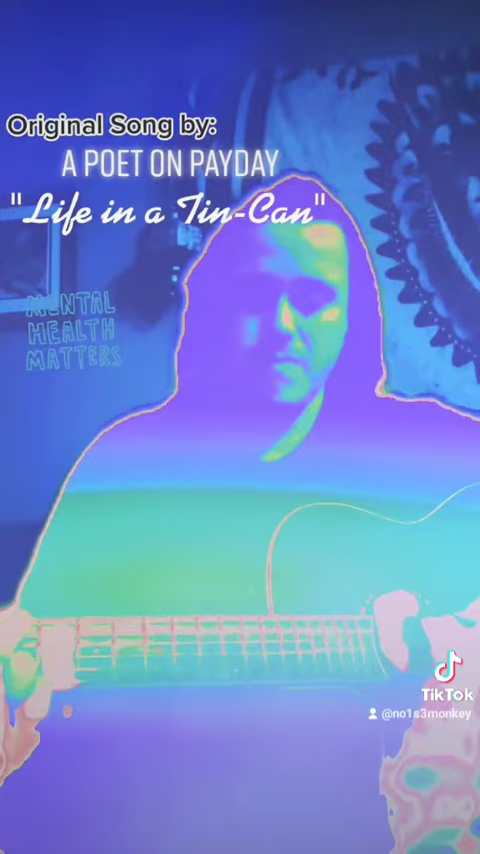 Original Song by:
A POET ON PAYDAY
"Life in a Tin-Can"
MENTAL
HEALTH
MATTERS
TikTok
@no1s3monkey